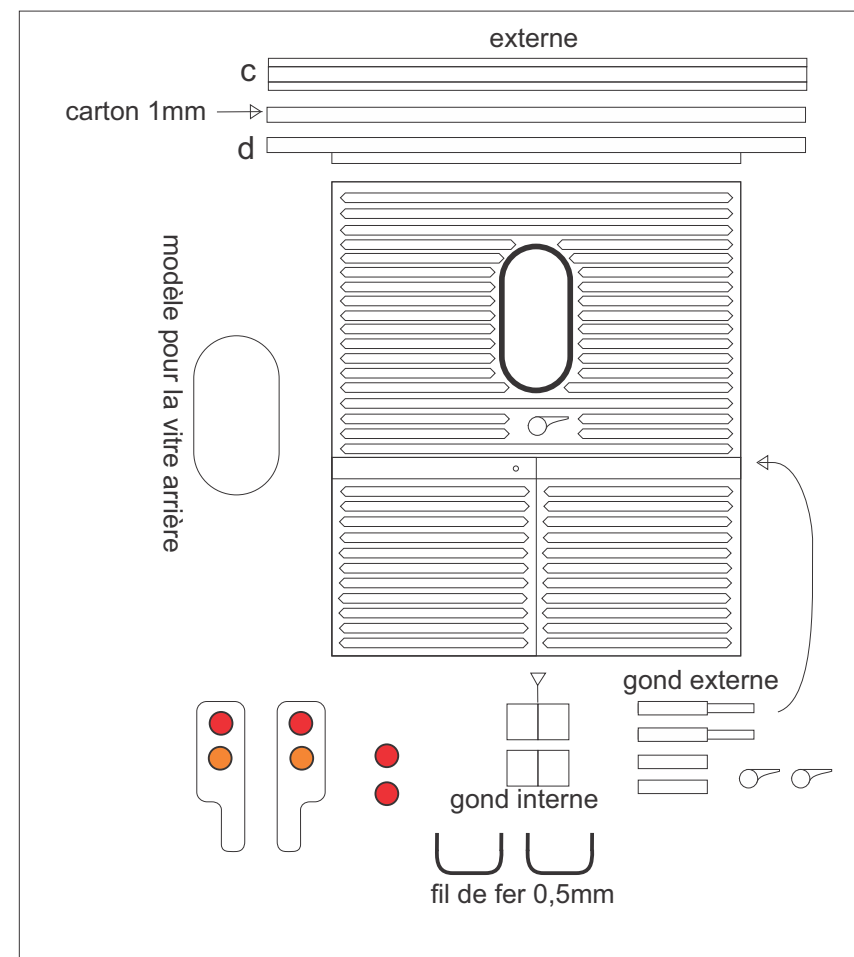 externe
c
carton 1mm
d
modèle pour la vitre arrière
gond externe
gond interne
fil de fer 0,5mm